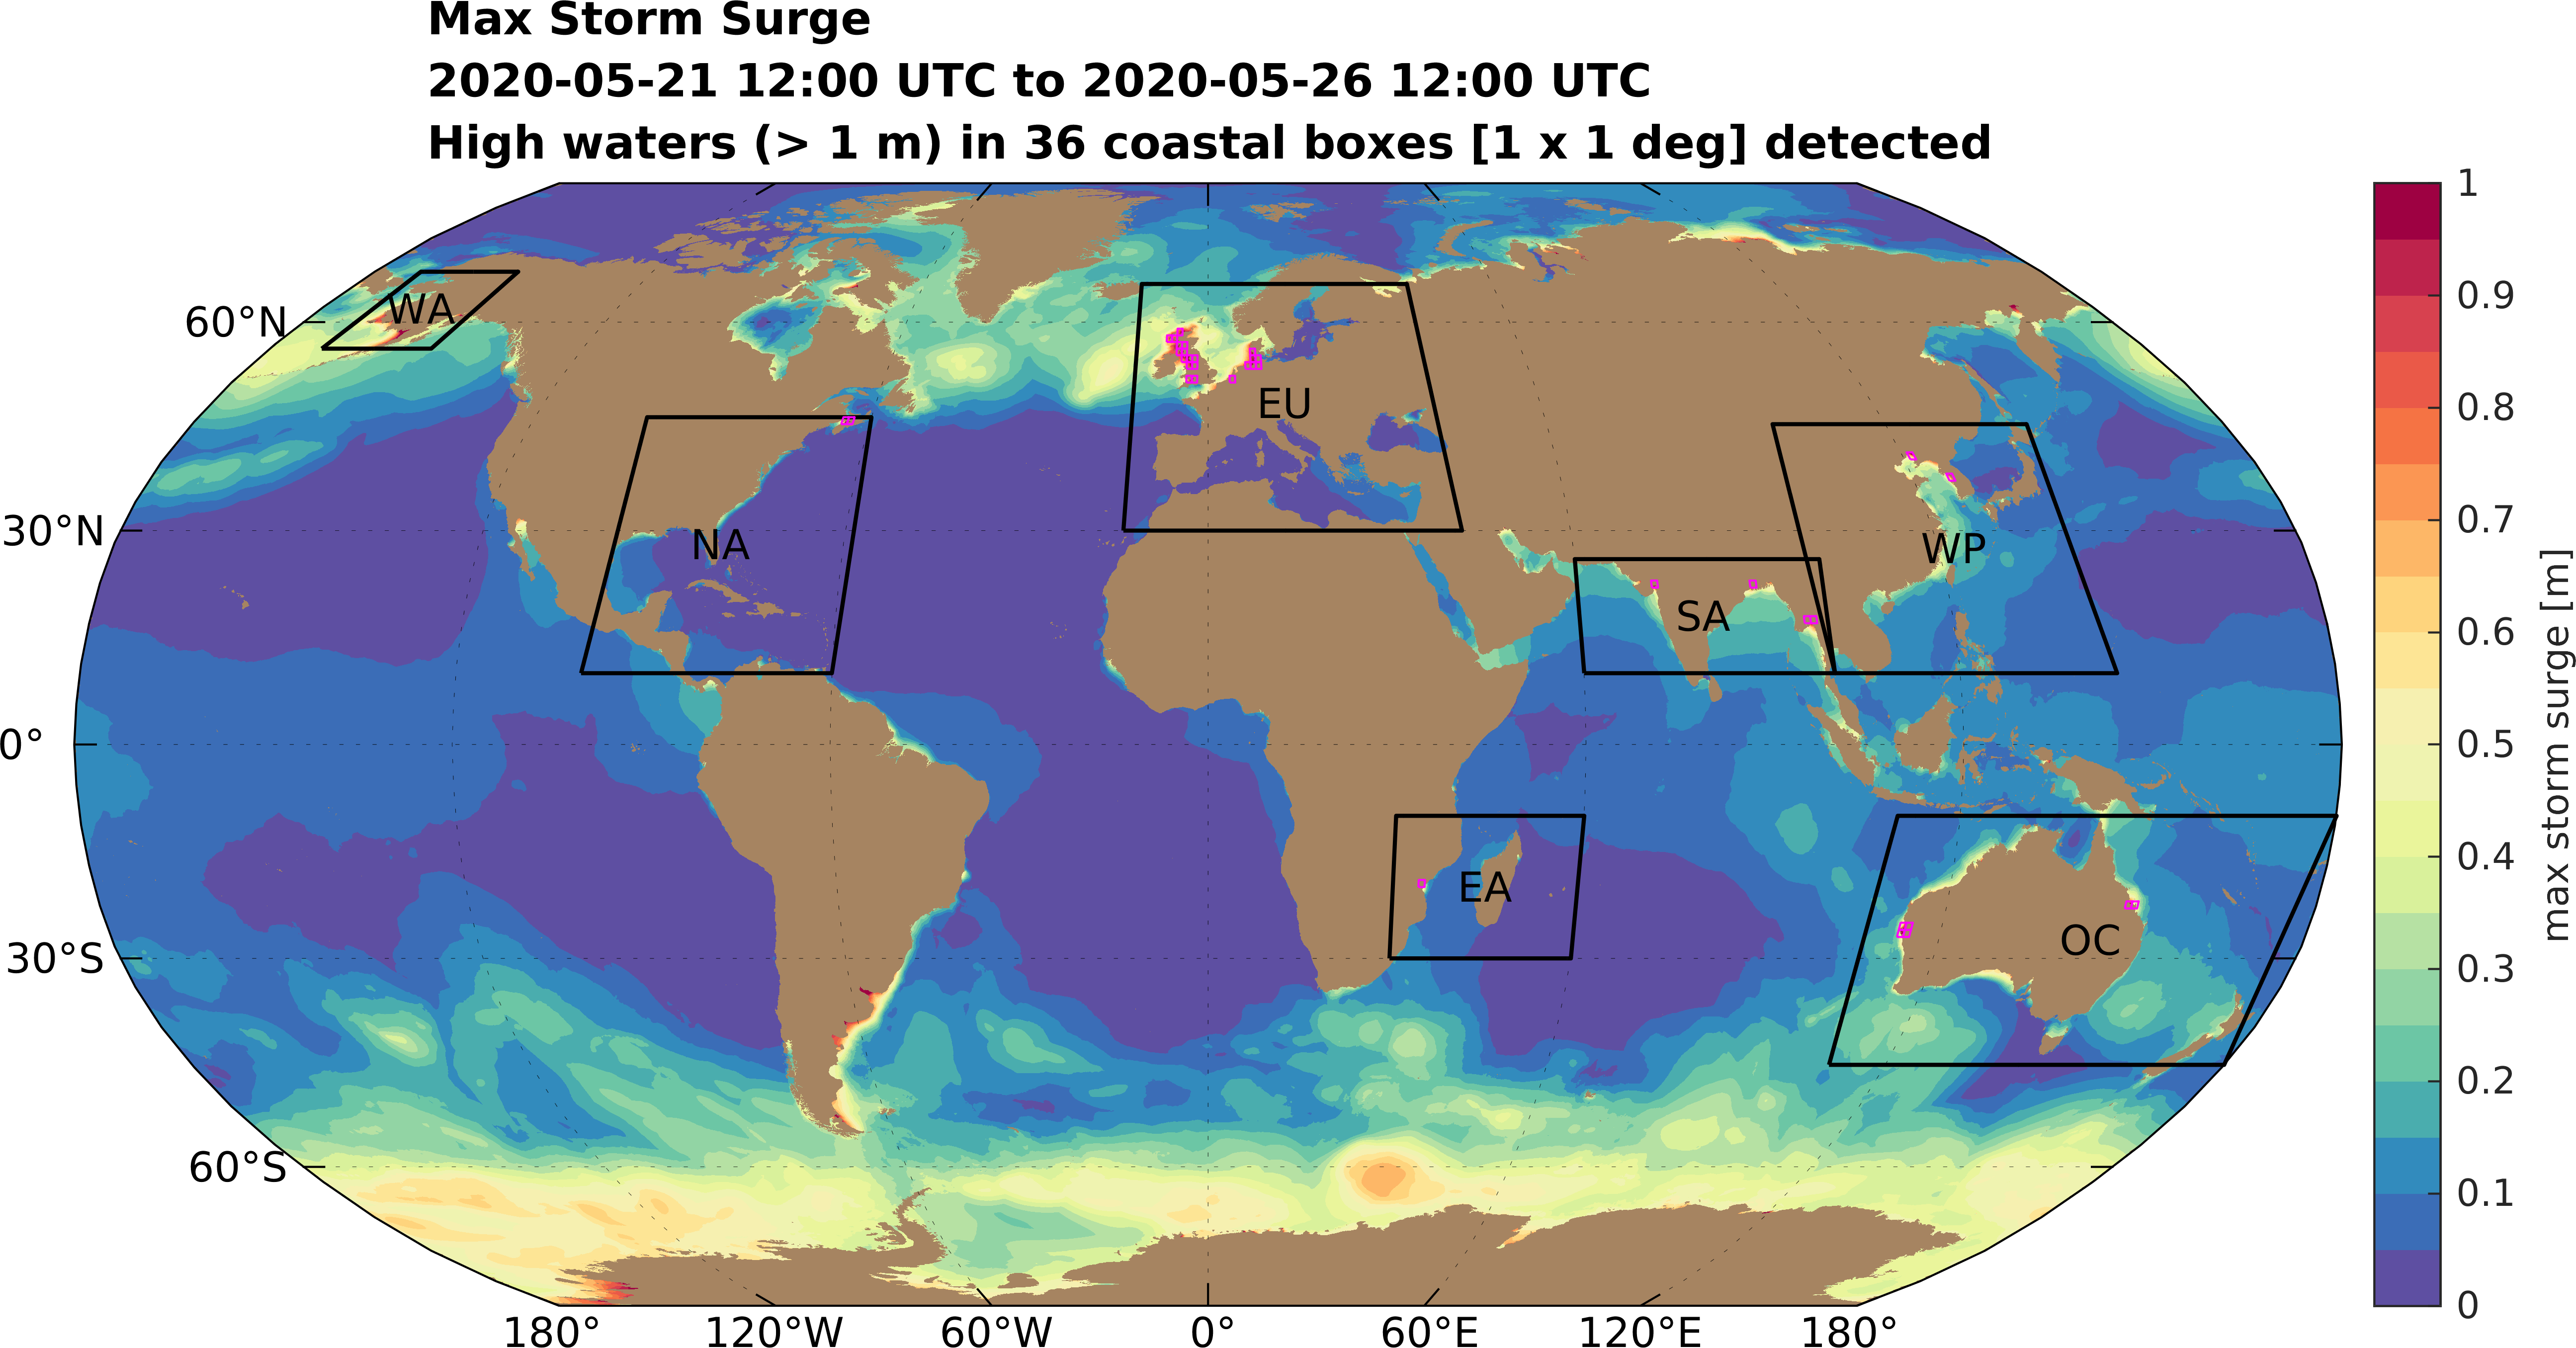 Max Storm Surge
2020-05-21 12:00 UTC to 2020-05-26 12:00 UTC
High waters (> 1 m) in 36 coastal boxes [1 x 1 deg] detected
60°N
30°N
0°
30°S
60°S
WA
NA
EU
SA
WP
EA
OC
180°
120°W
60°W
0°
60°E
120°E
180°
1
0.9
0.8
0.7
0.6
0.5
0.4
0.3
0.2
0.1
0
max storm surge [m]